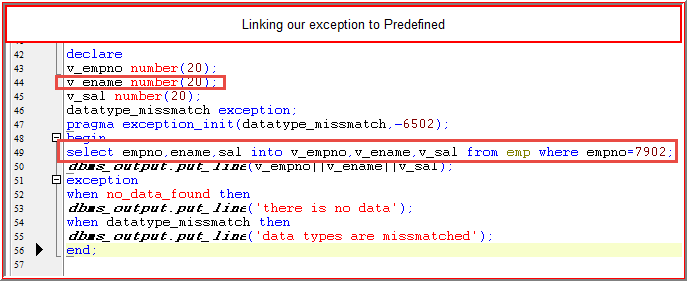 Linking our exception to Predefined
42 declare
43 v_empno number(20);
44 v_ename number(20);
45 v_sal number(20);
46 datatype_missmatch exception;
47 pragma exception_init(datatype_missmatch,-6502);
48 begin
49 select empno,ename,sal into v_empno,v_ename,v_sal from emp where empno=7902;
50 dbms_output.put_line(v_empno||v_ename||v_sal);
51 exception
52 when no_data_found then
53 dbms_output.put_line('there is no data');
54 when datatype_missmatch then
55 dbms_output.put_line('data types are missmatched');
56 end;
57